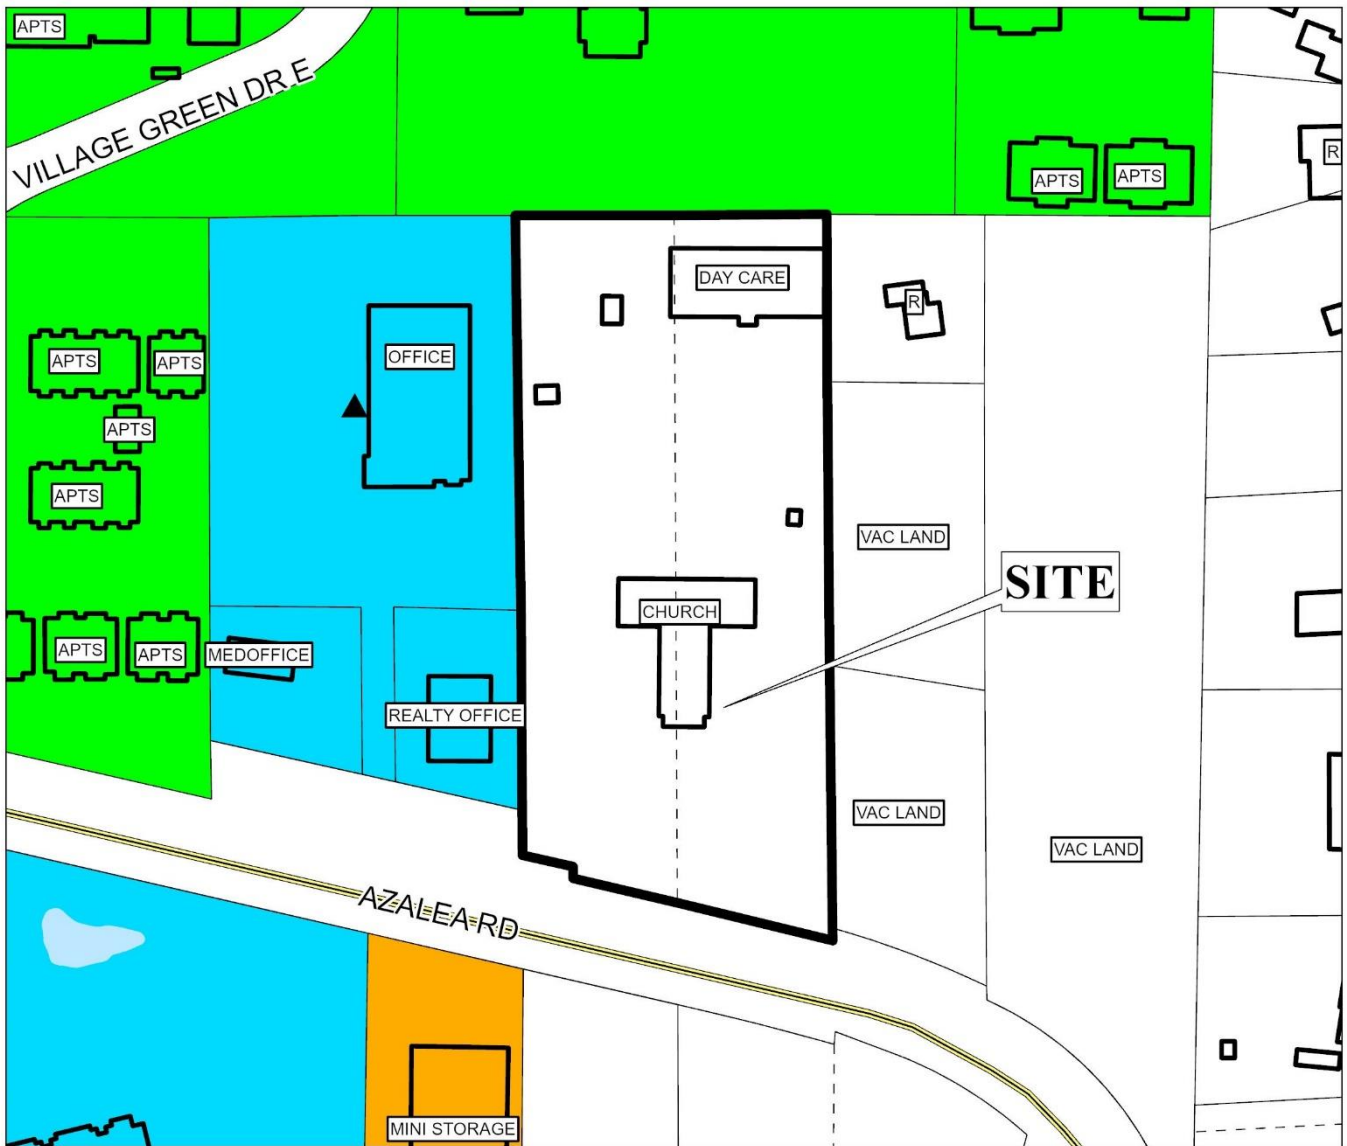 APTS
VILLAGE GREEN DR E
R
APTS
APTS
DAY CARE
R
OFFICE
APTS
APTS
APTS
APTS
VAC LAND
SITE
CHURCH
APTS
APTS
MEDOFFICE
REALTY OFFICE
VAC LAND
VAC LAND
AZALEA RD
MINI STORAGE